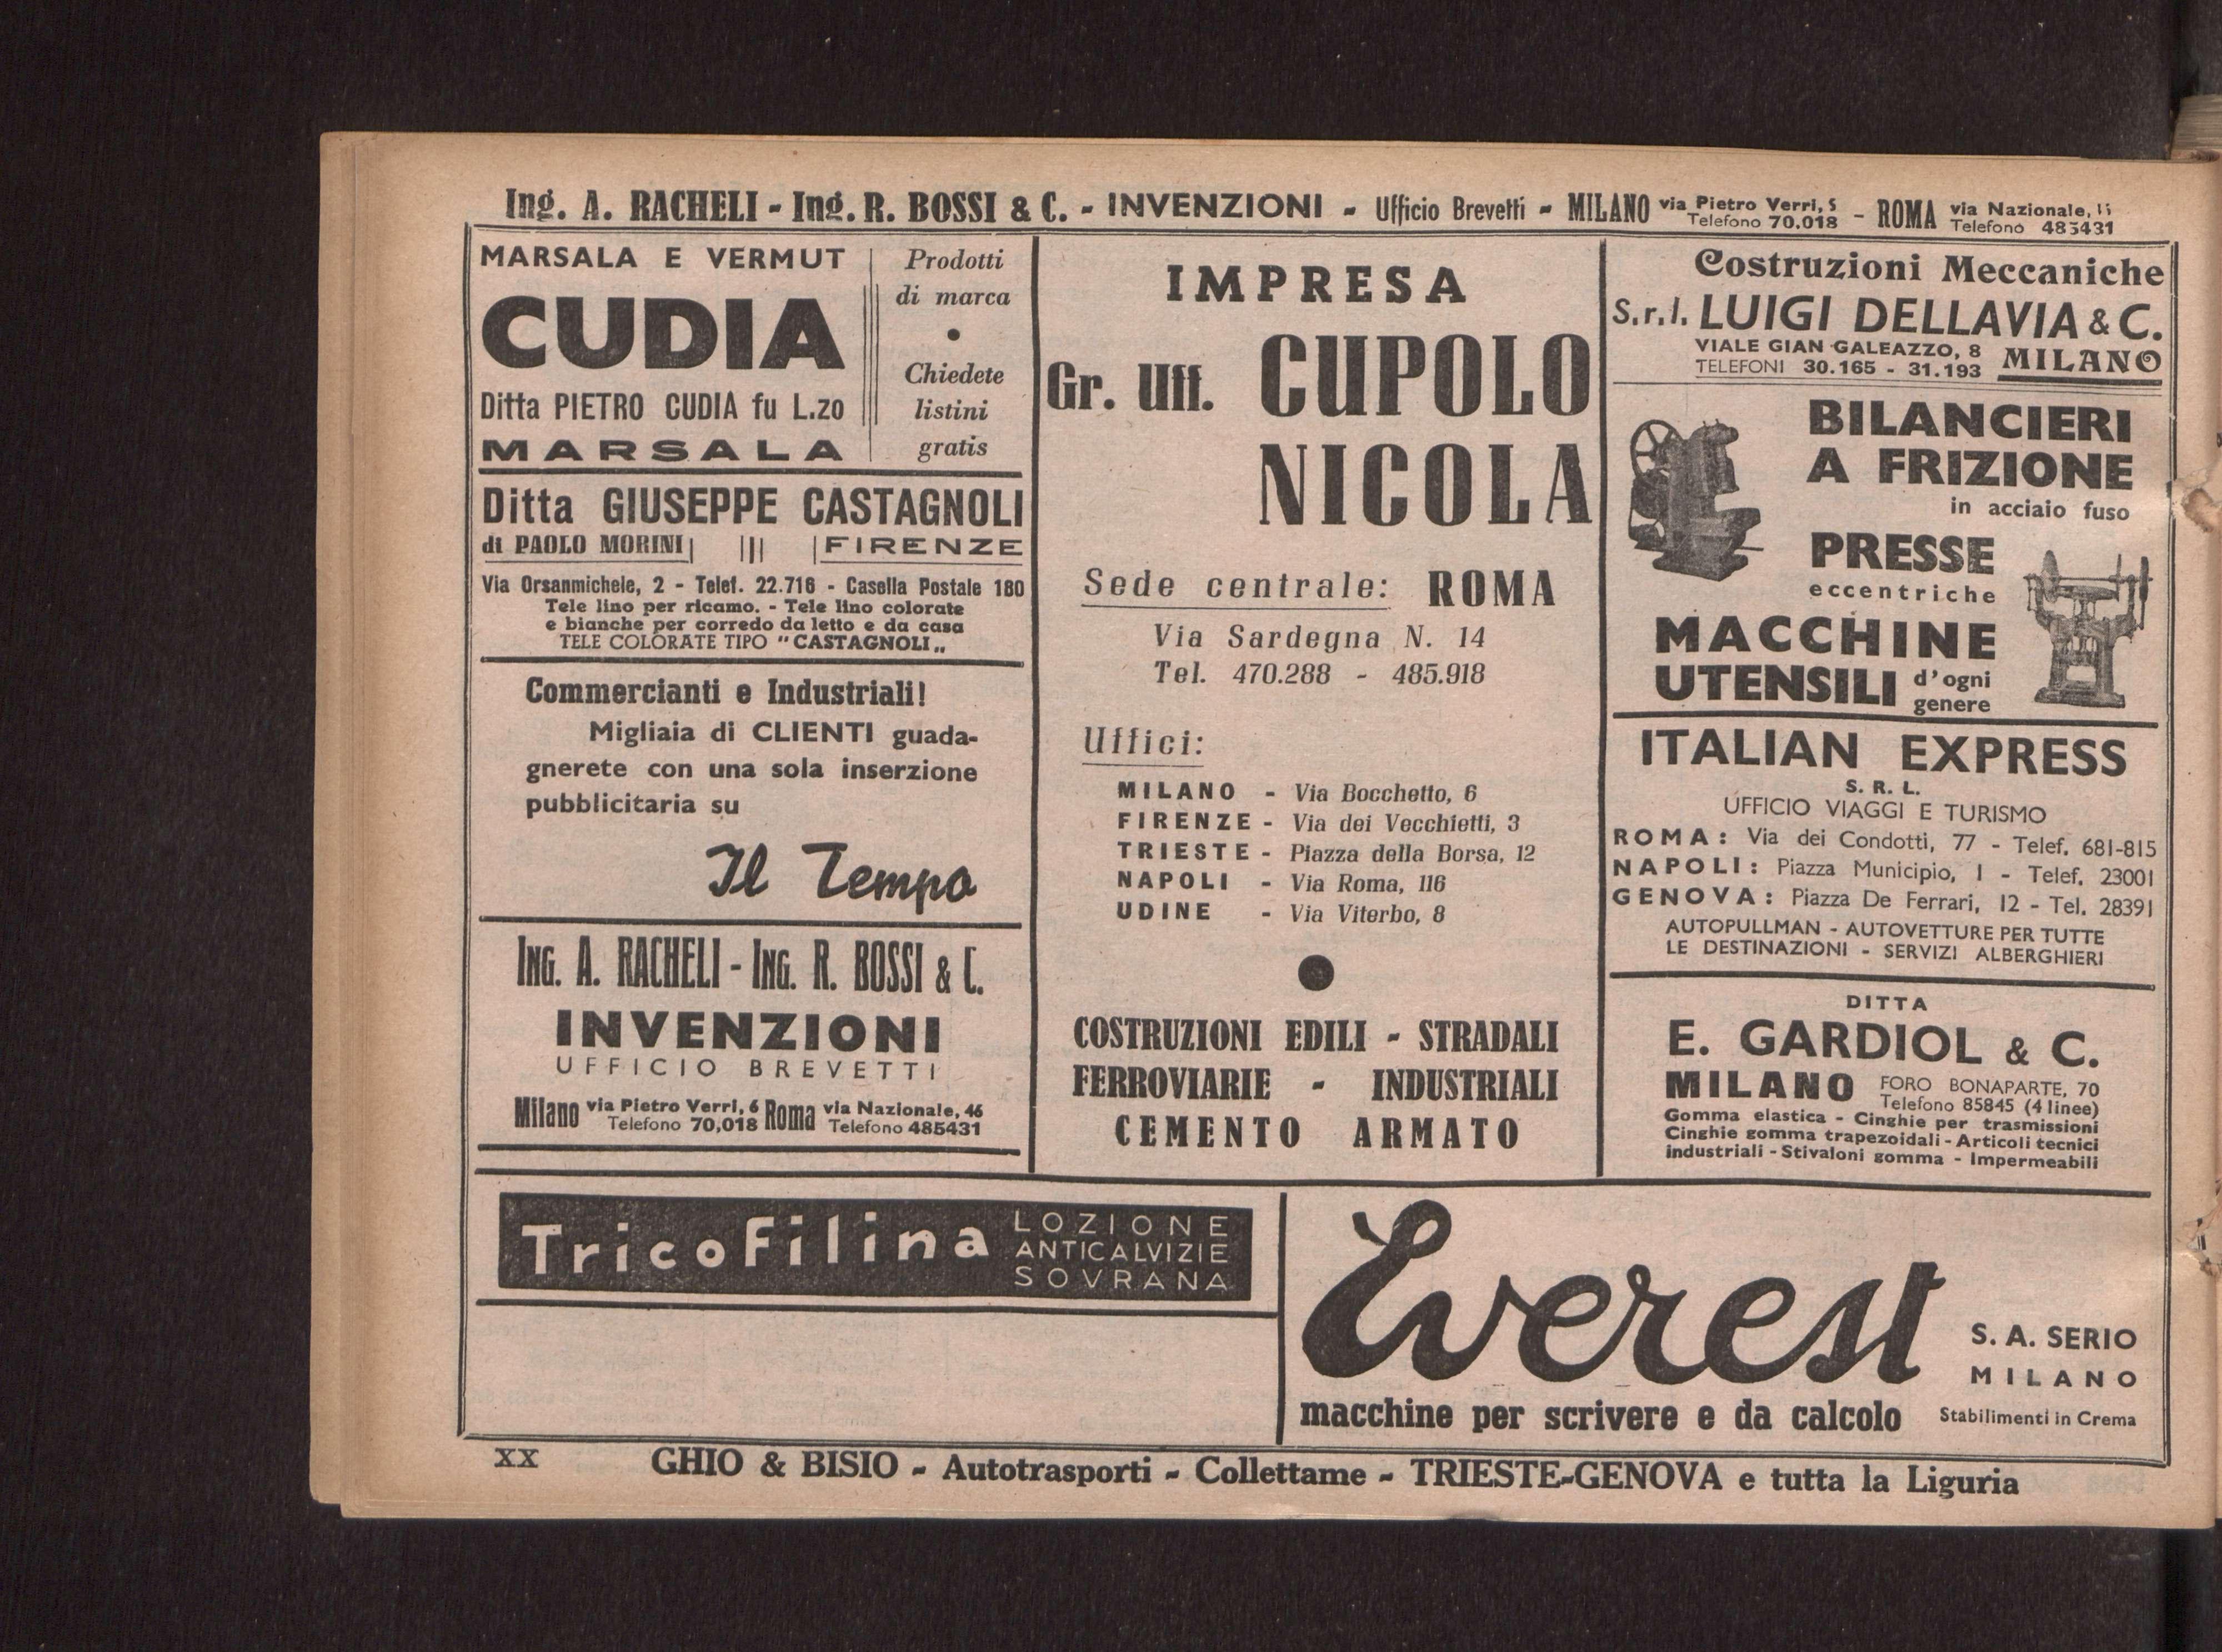 Ing. A. RACHELI - Ing. R. BOSSI & C. - INVENZIONI - Ufficio Brevetti - MILANO via Pietro Verri, Telefono 70.018 - ROMA via Nazionale, Telefono 485431
MARSALA E VERMUT
CUDIA
Ditta PIETRO CUDIA fu L.zo
MARSALA
Prodotti
di marca
•
Chiedete
listini
gratis
Ditta GIUSEPPE CASTAGNOLI
di PAOLO MORINI ||| FIRENZE
Via Orsanmichele, 2 - Telef. 22.716 - Casella Postale 180
Tele lino per ricamo. - Tele lino colorate
e bianche per corredo da letto e da casa
TELE COLORATE TIPO "CASTAGNOLI„
Commercianti e Industriali!
Migliaia di CLIENTI guada-
gnerete con una sola inserzione
pubblicitaria su
Il Tempo
ING. A. RACHELI - ING. R. BOSSI & C.
INVENZIONI
UFFICIO BREVETTI
Milano via Pietro Verri, 6 Telefono 70,018 Roma via Nazionale, 46 Telefono 485431
IMPRESA
Gr. Uff. CUPOLO
NICOLA
Sede centrale: ROMA
Via Sardegna N. 14
Tel. 470.288 - 485.918
Uffici:
MILANO - Via Bocchetto, 6
FIRENZE - Via dei Vecchietti, 3
TRIESTE - Piazza della Borsa, 12
NAPOLI - Via Roma, 116
UDINE - Via Viterbo, 8
COSTRUZIONI EDILI - STRADALI
FERROVIARIE - INDUSTRIALI
CEMENTO ARMATO
Costruzioni Meccaniche
S.r.l. LUIGI DELLAVIA & C.
VIALE GIAN GALEAZZO, 8
TELEFONI 30.165 - 31.193 MILANO
BILANCIERI
A FRIZIONE
in acciaio fuso
PRESSE
eccentriche
MACCHINE
UTENSILI d'ogni
genere
ITALIAN EXPRESS
S. R. L.
UFFICIO VIAGGI E TURISMO
ROMA: Via dei Condotti, 77 - Telef. 681-815
NAPOLI: Piazza Municipio, 1 - Telef. 23001
GENOVA: Piazza De Ferrari, 12 - Tel. 28391
AUTOPULLMAN - AUTOVETTURE PER TUTTE
LE DESTINAZIONI - SERVIZI ALBERGHIERI
DITTA
E. GARDIOL & C.
MILANO FORO BONAPARTE, 70
Telefono 85845 (4 linee)
Gomma elastica - Cinghie per trasmissioni
Cinghie gomma trapezoidali - Articoli tecnici
industriali - Stivaloni gomma - Impermeabili
TricoFilina
LOZIONE
ANTICALVIZIE
SOVRANA
Everest
S. A. SERIO
MILANO
macchine per scrivere e da calcolo
Stabilimenti in Crema
XX
GHIO & BISIO - Autotrasporti - Collettame - TRIESTE-GENOVA e tutta la Liguria